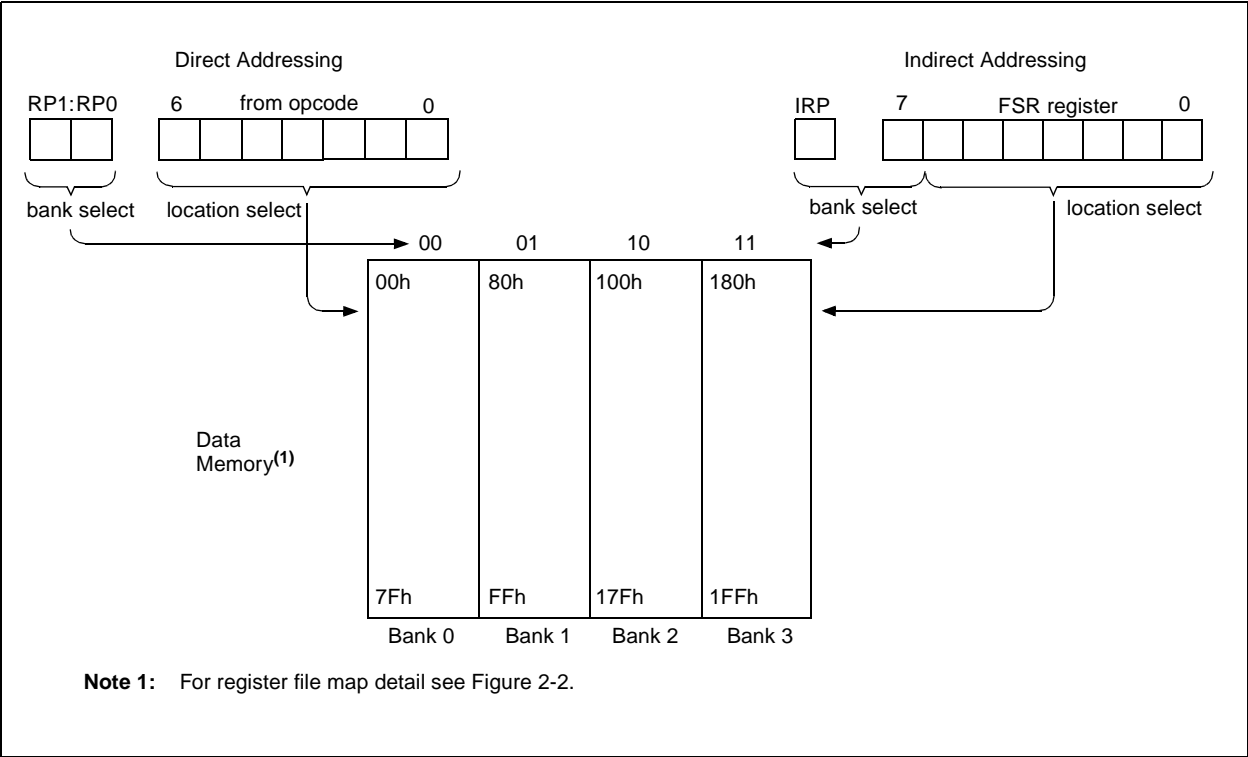 Direct Addressing
Indirect Addressing
RP1:RP0
6 from opcode 0
IRP
7 FSR register 0
bank select
location select
bank select
location select
00 01 10 11
00h 80h 100h 180h
Data
Memory(1)
7Fh FFh 17Fh 1FFh
Bank 0 Bank 1 Bank 2 Bank 3
Note 1: For register file map detail see Figure 2-2.